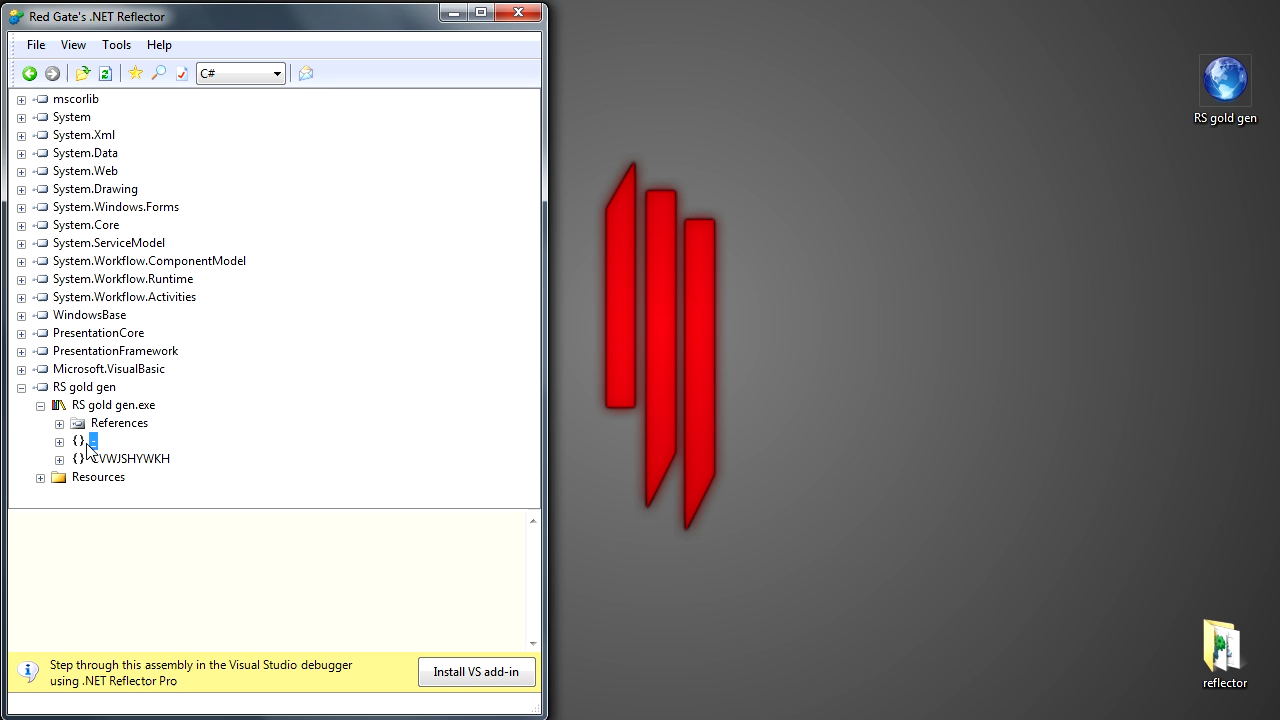 Red Gate's .NET Reflector
File View Tools Help
C#
mscorlib
System
System.Xml
System.Data
System.Web
System.Drawing
System.Windows.Forms
System.Core
System.ServiceModel
System.Workflow.ComponentModel
System.Workflow.Runtime
System.Workflow.Activities
WindowsBase
PresentationCore
PresentationFramework
Microsoft.VisualBasic
RS gold gen
RS gold gen.exe
References
{} -
{} CVWJSHYWKH
Resources
Step through this assembly in the Visual Studio debugger
using .NET Reflector Pro
Install VS add-in
RS gold gen
reflector